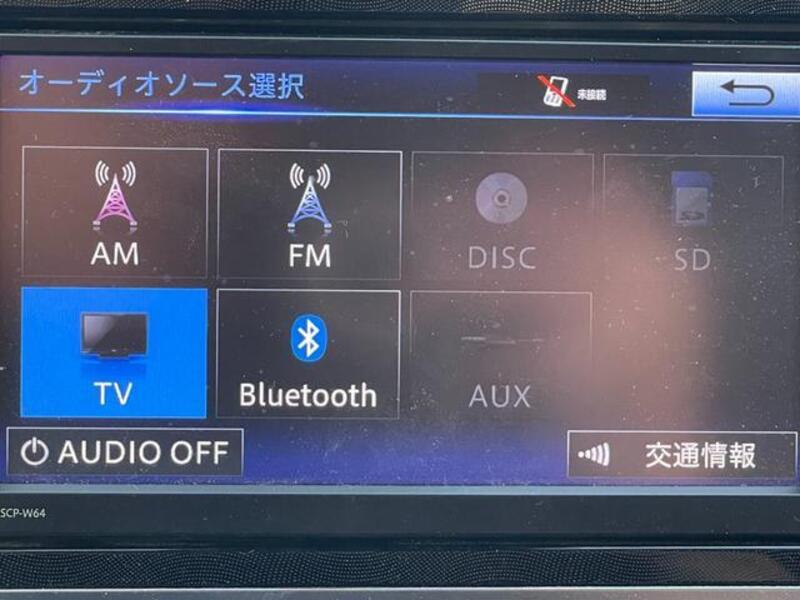 オーディオソース選択
未接続
AM
FM
DISC
SD
TV
Bluetooth
AUX
AUDIO OFF
交通情報
SCP-W64